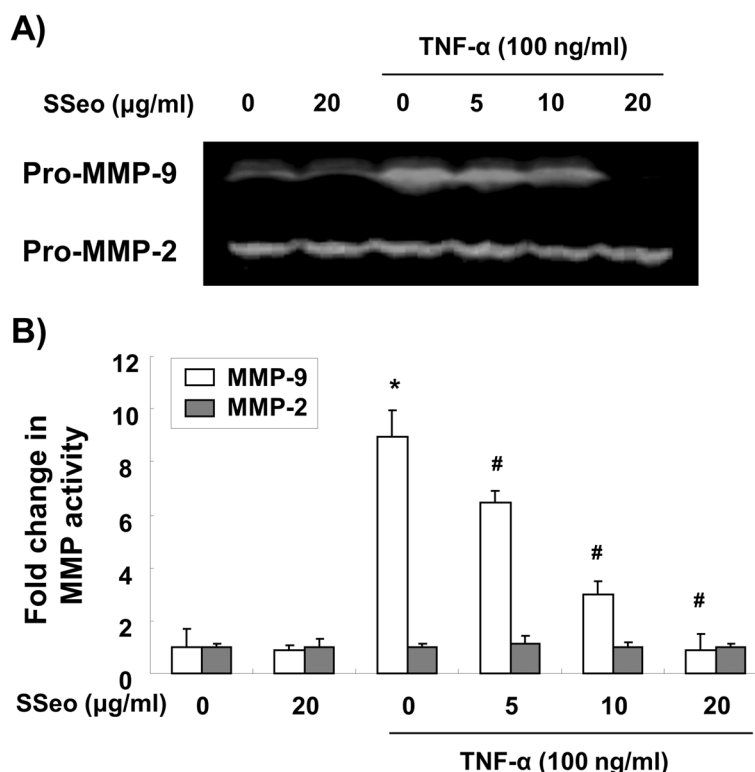 A)
TNF-α (100 ng/ml)
SSeo (μg/ml) 0 20 0 5 10 20
Pro-MMP-9
Pro-MMP-2
B)
12
10
8
6
4
2
0
Fold change in
MMP activity
MMP-9
MMP-2
*
#
#
#
SSeo (μg/ml) 0 20 0 5 10 20
TNF-α (100 ng/ml)